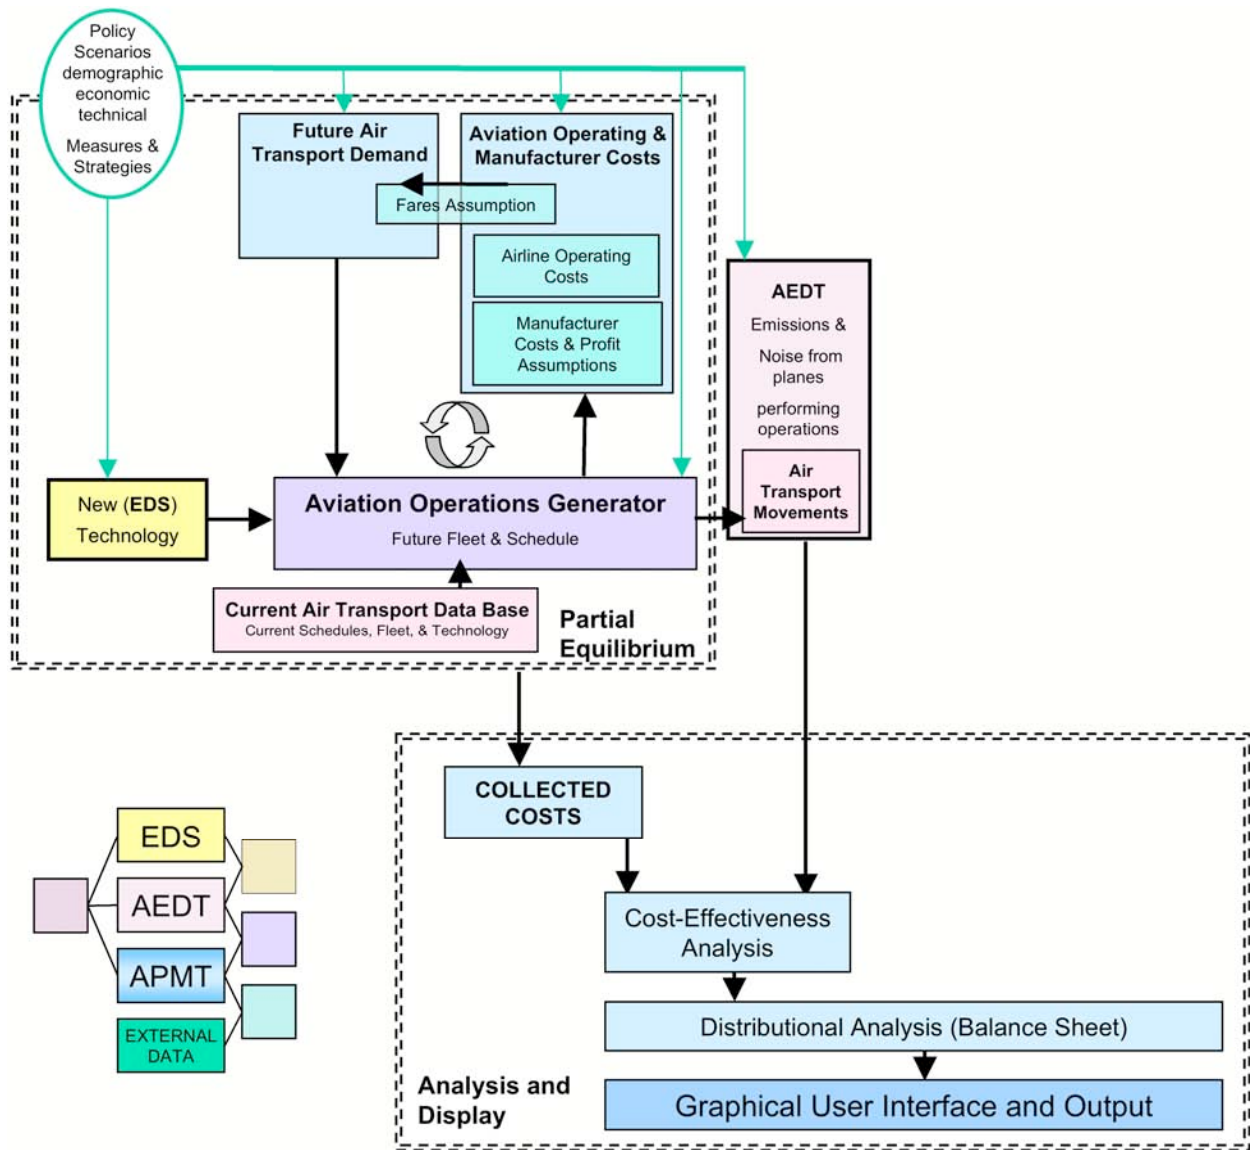 Policy
Scenarios
demographic
economic
technical
Measures &
Strategies
Future Air
Transport Demand
Aviation Operating &
Manufacturer Costs
Fares Assumption
Airline Operating
Costs
Manufacturer
Costs & Profit
Assumptions
AEDT
Emissions &
Noise from
planes
performing
operations
Air
Transport
Movements
New (EDS)
Technology
Aviation Operations Generator
Future Fleet & Schedule
Current Air Transport Data Base
Current Schedules, Fleet, & Technology
Partial
Equilibrium
COLLECTED
COSTS
EDS
AEDT
APMT
EXTERNAL
DATA
Cost-Effectiveness
Analysis
Distributional Analysis (Balance Sheet)
Analysis and
Display
Graphical User Interface and Output